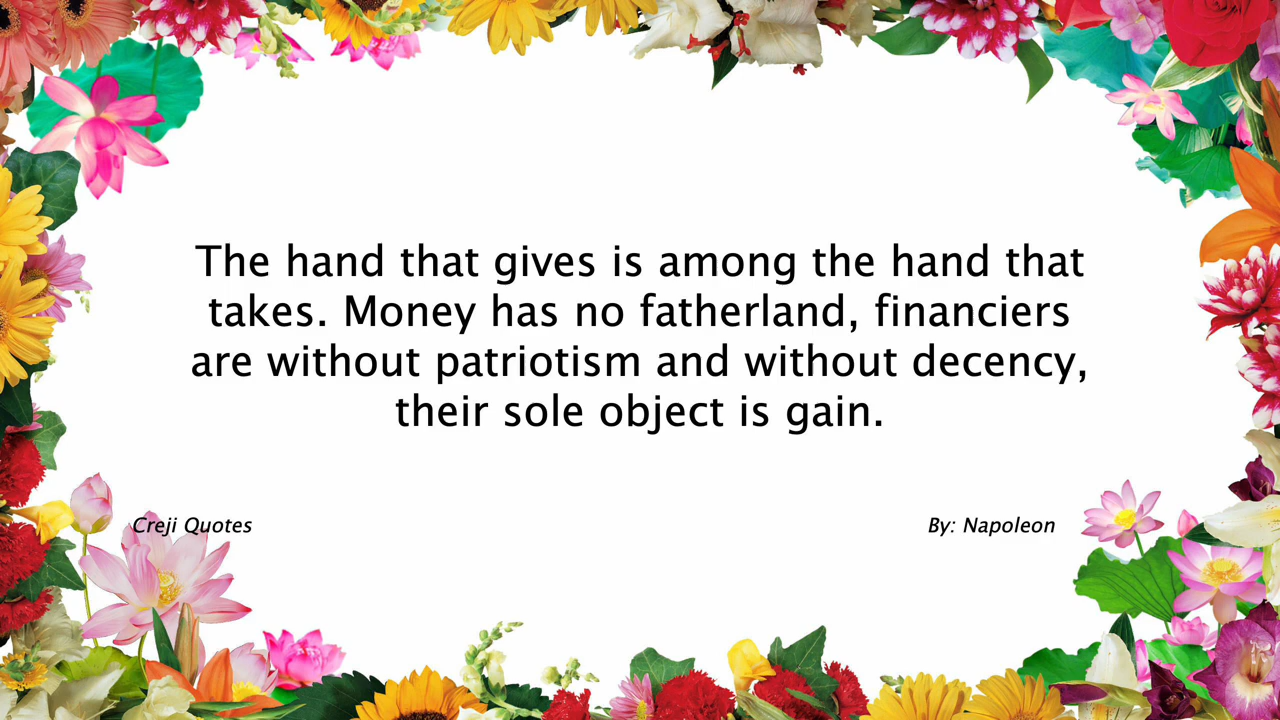 The hand that gives is among the hand that
takes. Money has no fatherland, financiers
are without patriotism and without decency,
their sole object is gain.
Creji Quotes
By: Napoleon